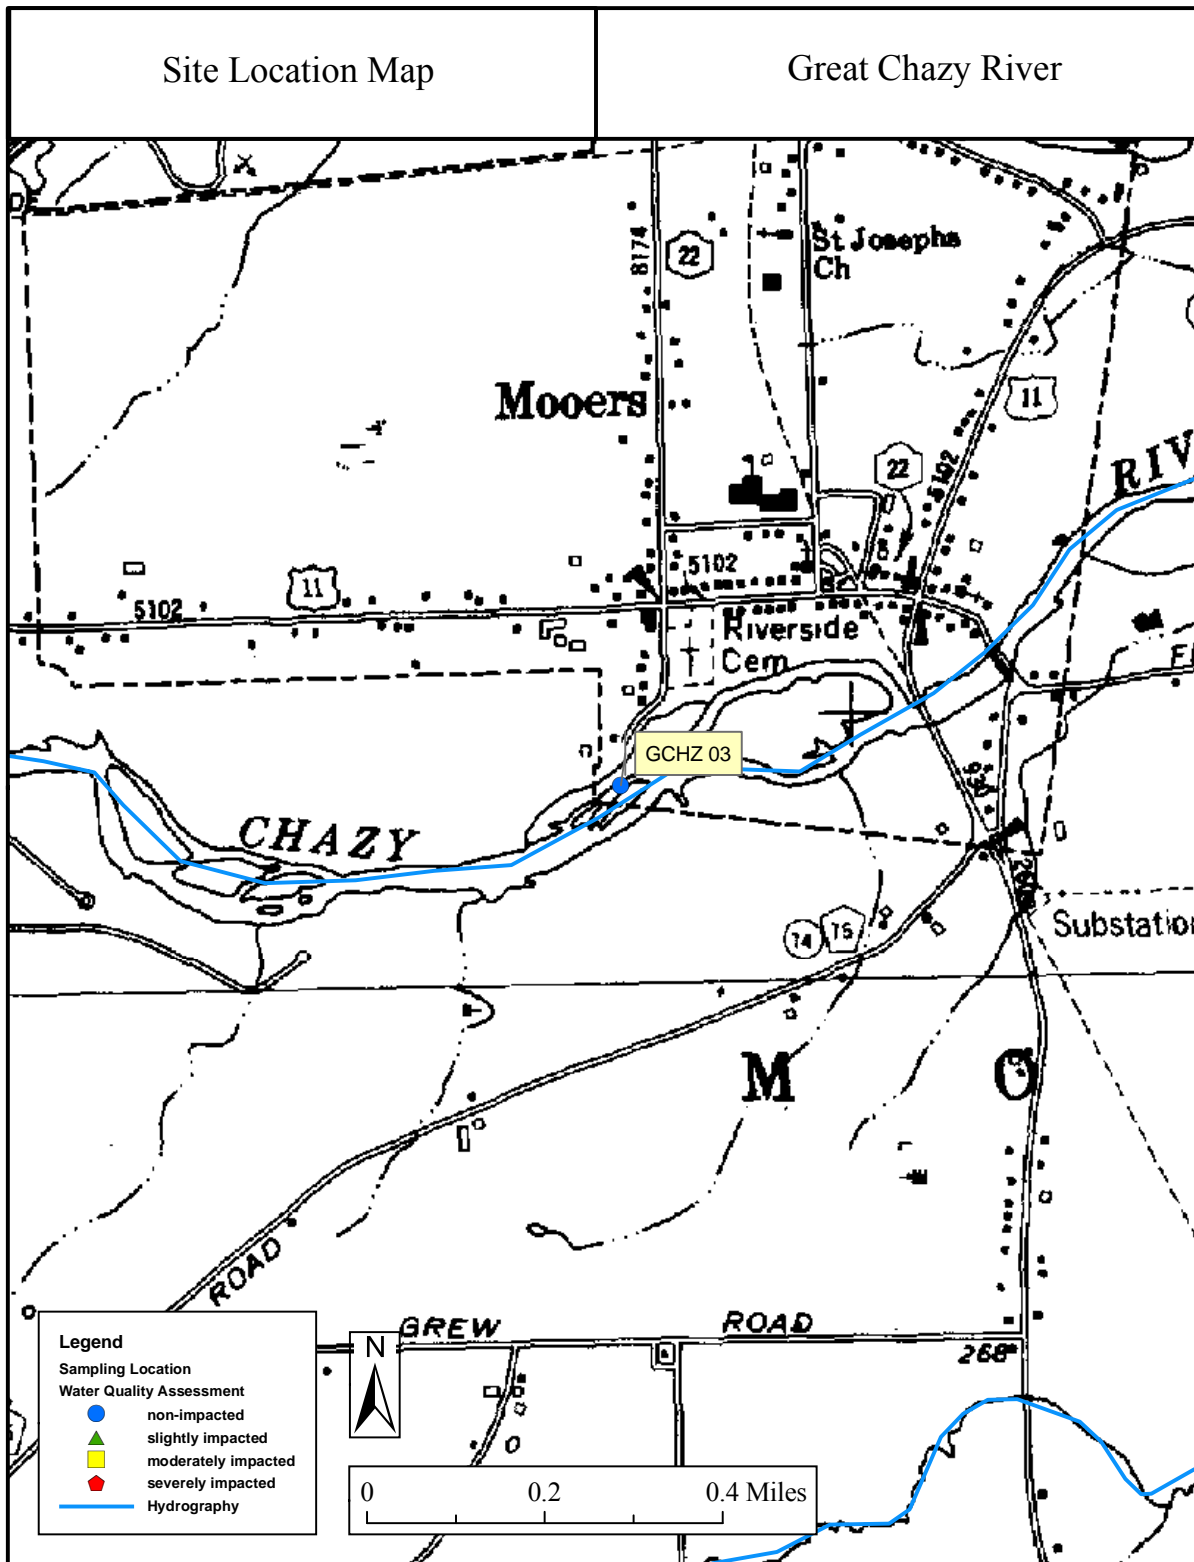 Site Location Map
Great Chazy River
St Josephs
Ch
8174
22
Mooers
11
22
5102
RIV
5102
11
5102
Riverside
Cem
GCHZ 03
CHAZY
74
75
Substation
M
O
ROAD
GREW
ROAD
268
Legend
Sampling Location
Water Quality Assessment
non-impacted
slightly impacted
moderately impacted
severely impacted
Hydrography
N
0
0.2
0.4 Miles